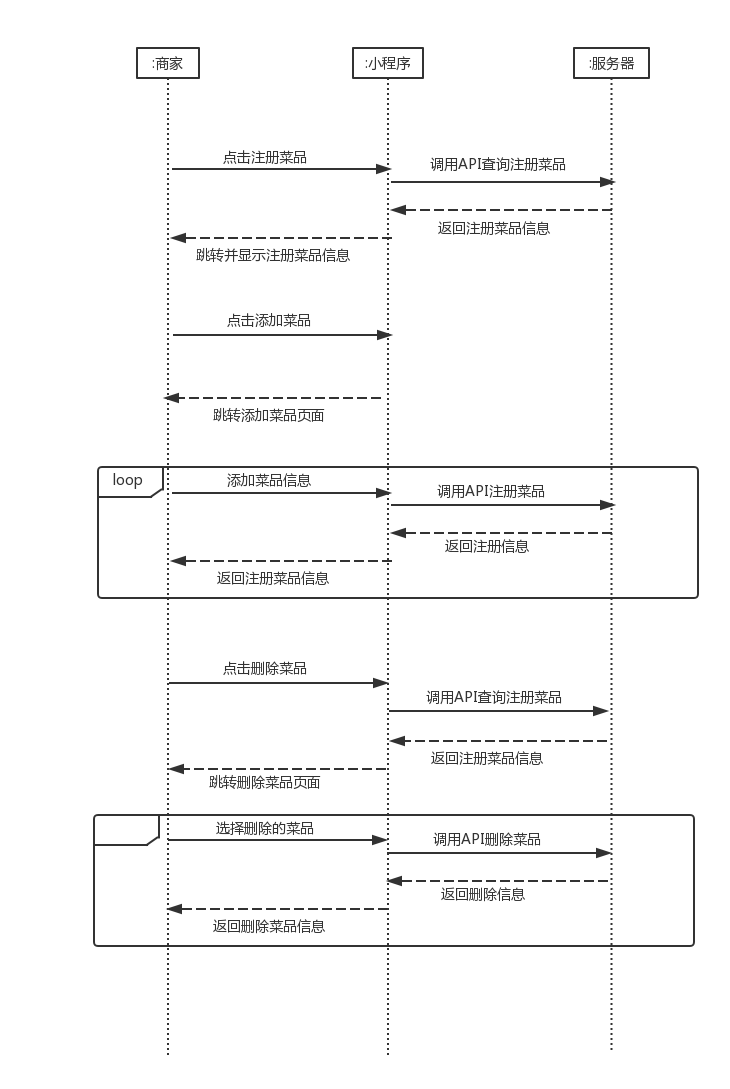 :商家
:小程序
:服务器
点击注册菜品
调用API查询注册菜品
返回注册菜品信息
跳转并显示注册菜品信息
点击添加菜品
跳转添加菜品页面
loop
添加菜品信息
调用API注册菜品
返回注册信息
返回注册菜品信息
点击删除菜品
调用API查询注册菜品
返回注册菜品信息
跳转删除菜品页面
选择删除的菜品
调用API删除菜品
返回删除信息
返回删除菜品信息